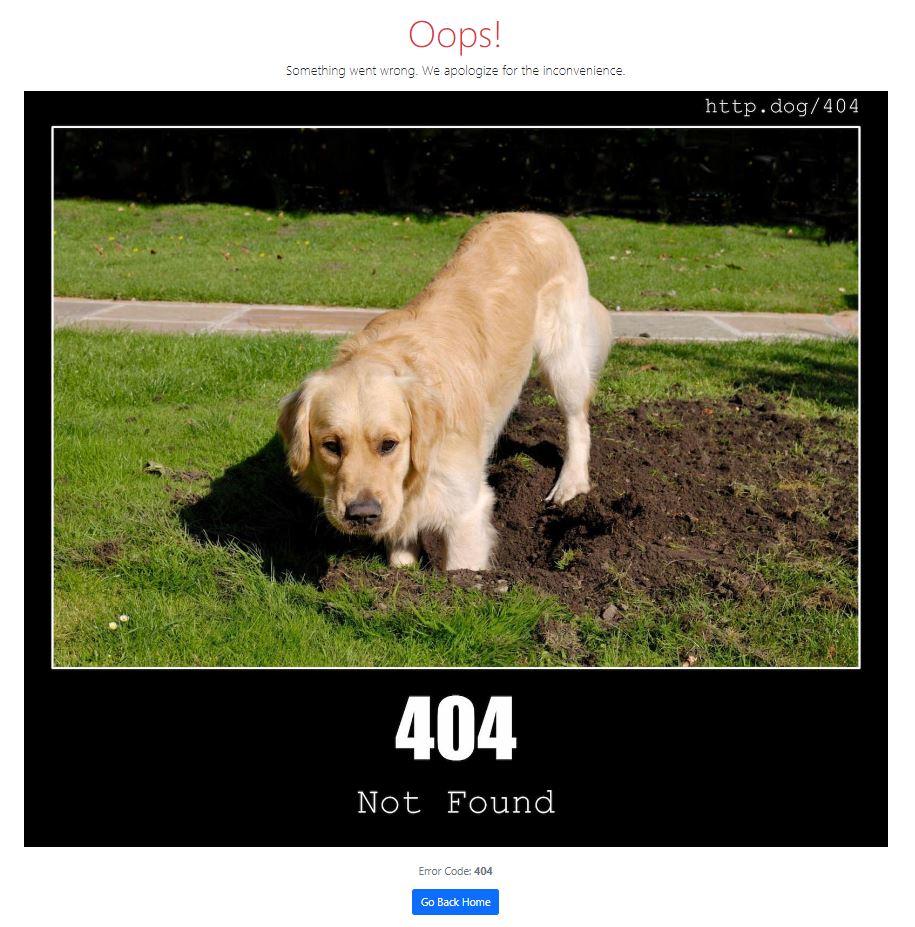 Oops!
Something went wrong. We apologize for the inconvenience.
http.dog/404
404
Not Found
Error Code: 404
Go Back Home